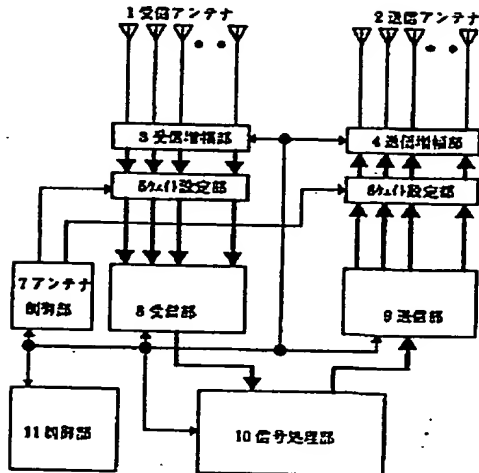 1 受信アンテナ
2 送信アンテナ
3 受信増幅部
4 送信増幅部
5ウェイト設定部
6ウェイト設定部
7 アンテナ
制御部
8 受信部
9 送信部
10 信号処理部
11 制御部